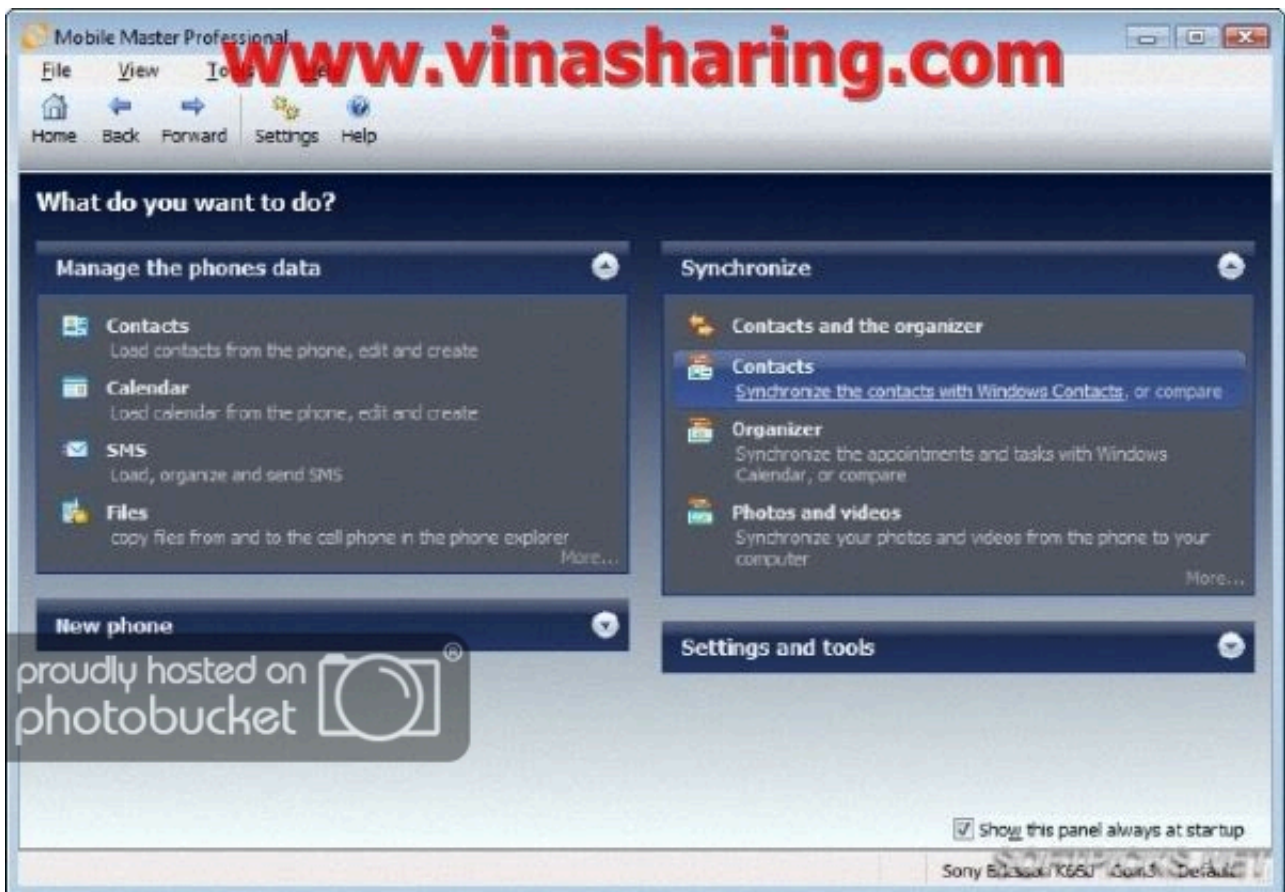 Mobile Master Professional
www.vinasharing.com
File View Tools Help
Home Back Forward Settings Help
What do you want to do?
Manage the phones data
Contacts
Load contacts from the phone, edit and create
Calendar
Load calendar from the phone, edit and create
SMS
Load, organize and send SMS
Files
copy files from and to the cell phone in the phone explorer
More...
New phone
Synchronize
Contacts and the organizer
Contacts
Synchronize the contacts with Windows Contacts, or compare
Organizer
Synchronize the appointments and tasks with Windows
Calendar, or compare
Photos and videos
Synchronize your photos and videos from the phone to your
computer
More...
Settings and tools
proudly hosted on
photobucket ®
Show this panel always at startup
SOFTPICKS.NET
Sony Ericsson Default